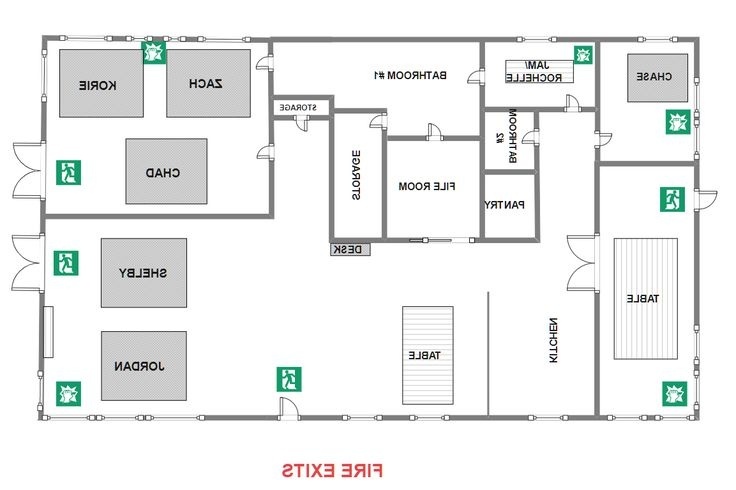 KORIE
ZACH
BATHROOM #1
JAM/
ROCHELLE
CHASE
STORAGE
BATHROOM
#2
CHAD
STORAGE
FILE ROOM
PANTRY
DESK
SHELBY
TABLE
JORDAN
TABLE
KITCHEN
FIRE EXITS